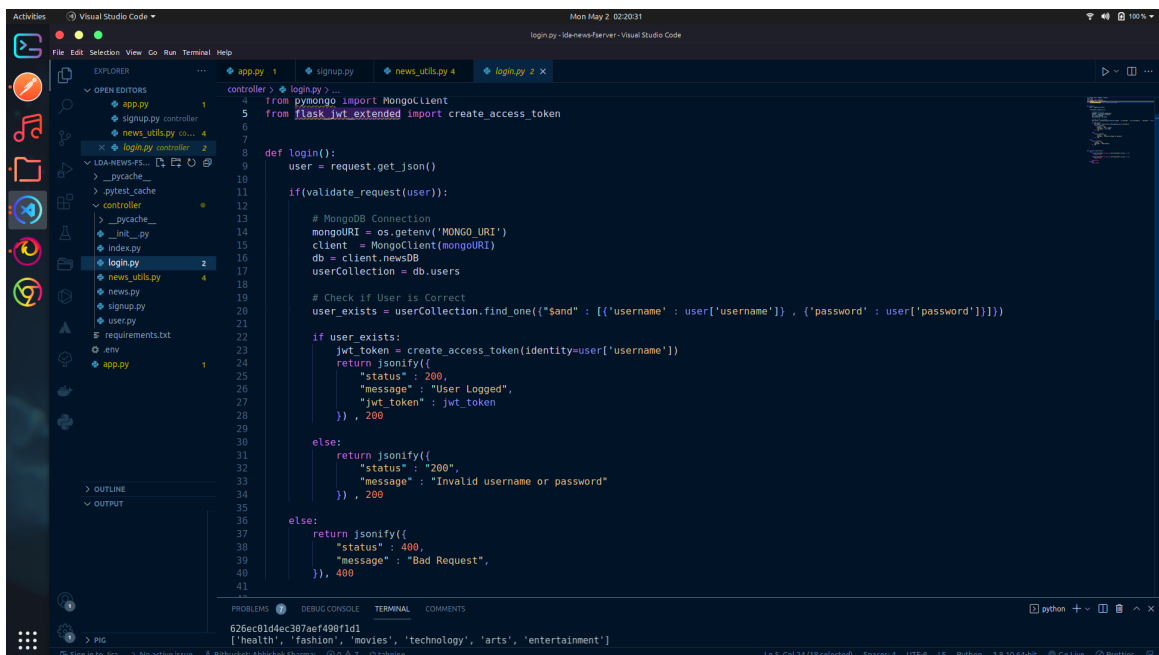 Activities
Visual Studio Code
Mon May 2 02:20:31
100 %
login.py - lda-news-fserver - Visual Studio Code
File Edit Selection View Go Run Terminal Help
EXPLORER
OPEN EDITORS
app.py 1
signup.py controller
news_utils.py co... 4
login.py controller 2
LDA-NEWS-FS...
__pycache__
.pytest_cache
controller
__pycache__
__init__.py
index.py
login.py 2
news_utils.py 4
news.py
signup.py
user.py
requirements.txt
.env
app.py 1
OUTLINE
OUTPUT
PIG
app.py 1
signup.py
news_utils.py 4
login.py 2
controller > login.py > ...
4 from pymongo import MongoClient
5 from flask_jwt_extended import create_access_token
6
7
8 def login():
9 user = request.get_json()
10
11 if(validate_request(user)):
12
13 # MongoDB Connection
14 mongoURI = os.getenv('MONGO_URI')
15 client = MongoClient(mongoURI)
16 db = client.newsDB
17 userCollection = db.users
18
19 # Check if User is Correct
20 user_exists = userCollection.find_one({"$and" : [{'username' : user['username']} , {'password' : user['password']}]})
21
22 if user_exists:
23 jwt_token = create_access_token(identity=user['username'])
24 return jsonify({
25 "status" : 200,
26 "message" : "User Logged",
27 "jwt_token" : jwt_token
28 }) , 200
29
30 else:
31 return jsonify({
32 "status" : "200",
33 "message" : "Invalid username or password"
34 }) , 200
35
36 else:
37 return jsonify({
38 "status" : 400,
39 "message" : "Bad Request",
40 }), 400
41
PROBLEMS 7 DEBUG CONSOLE TERMINAL COMMENTS
python
626ec01d4ec307aef490f1d1
['health', 'fashion', 'movies', 'technology', 'arts', 'entertainment']